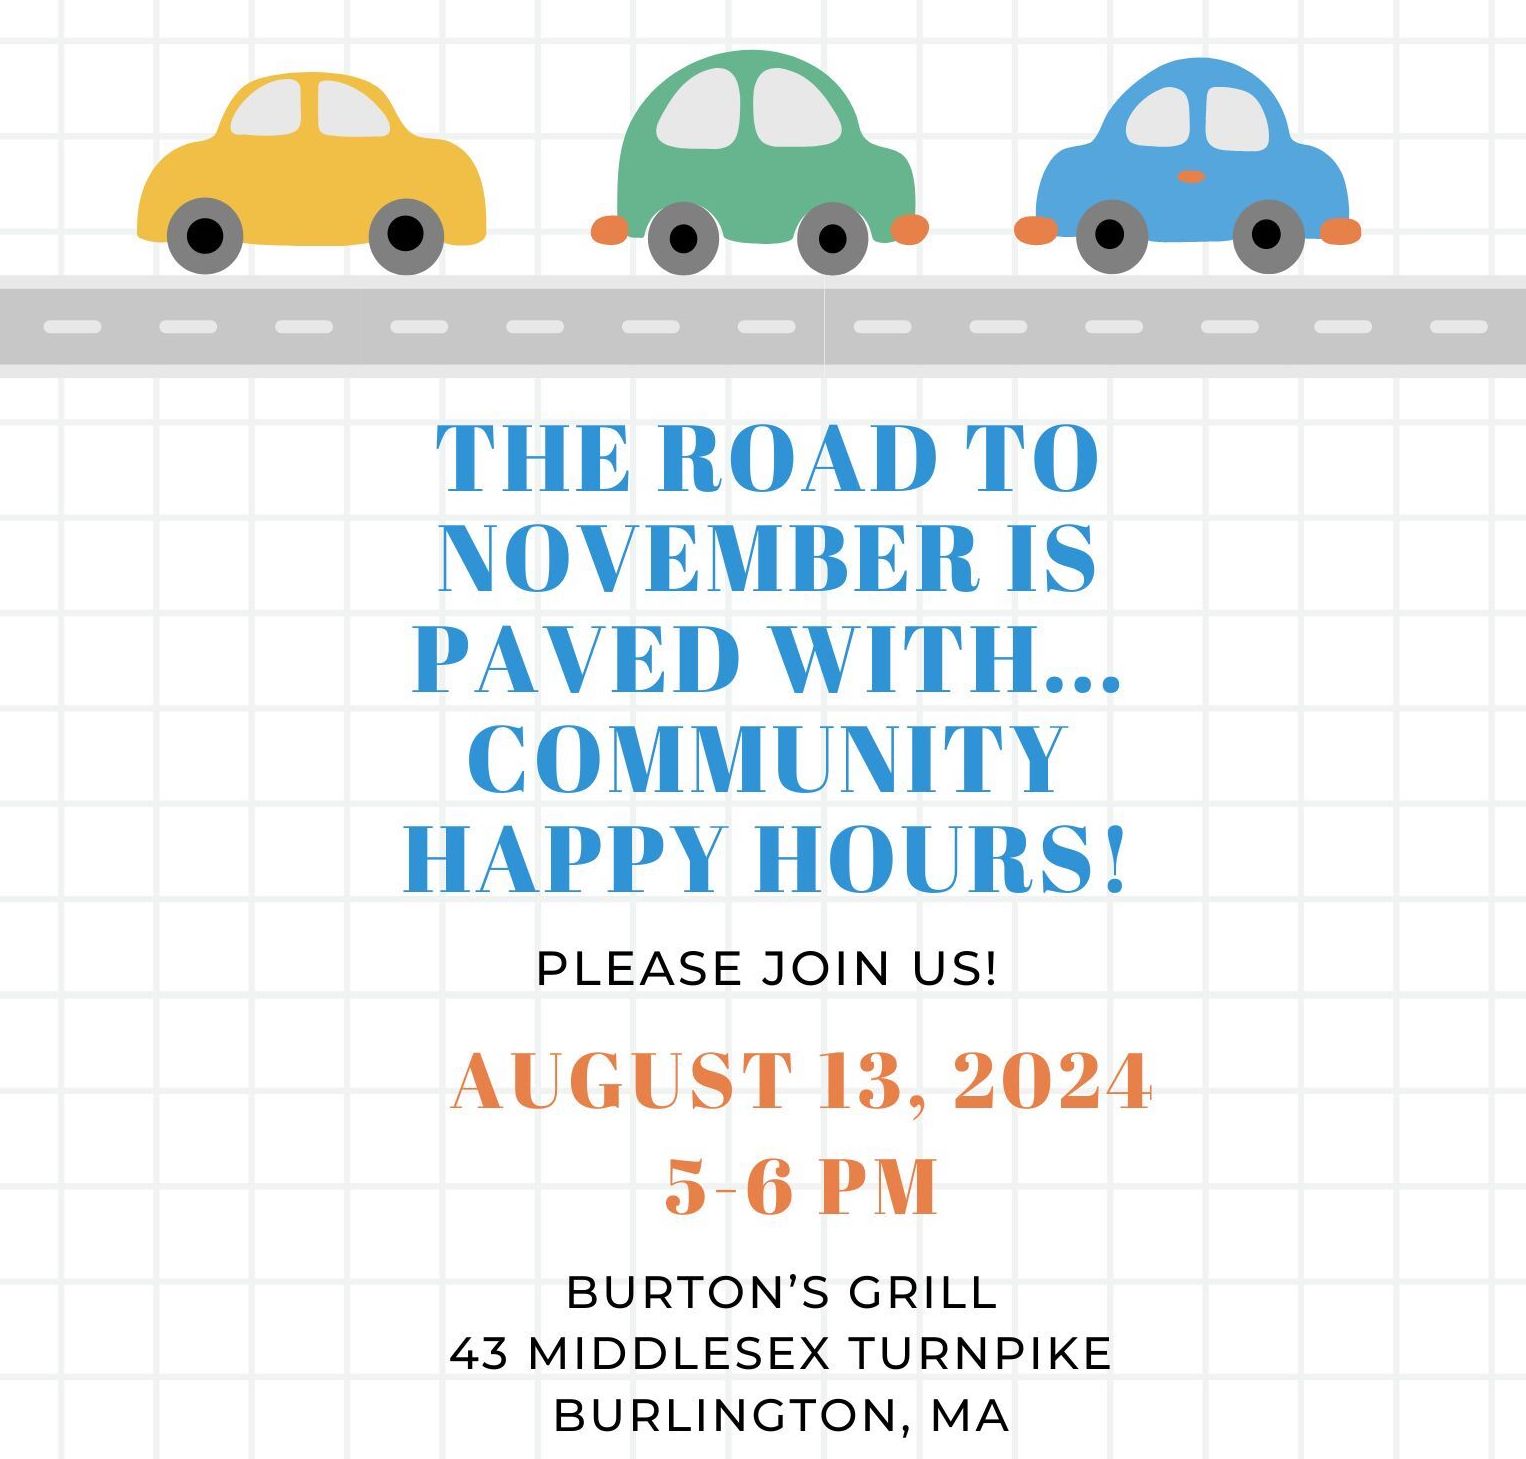 THE ROAD TO
NOVEMBER IS
PAVED WITH...
COMMUNITY
HAPPY HOURS!
PLEASE JOIN US!
AUGUST 13, 2024
5-6 PM
BURTON’S GRILL
43 MIDDLESEX TURNPIKE
BURLINGTON, MA